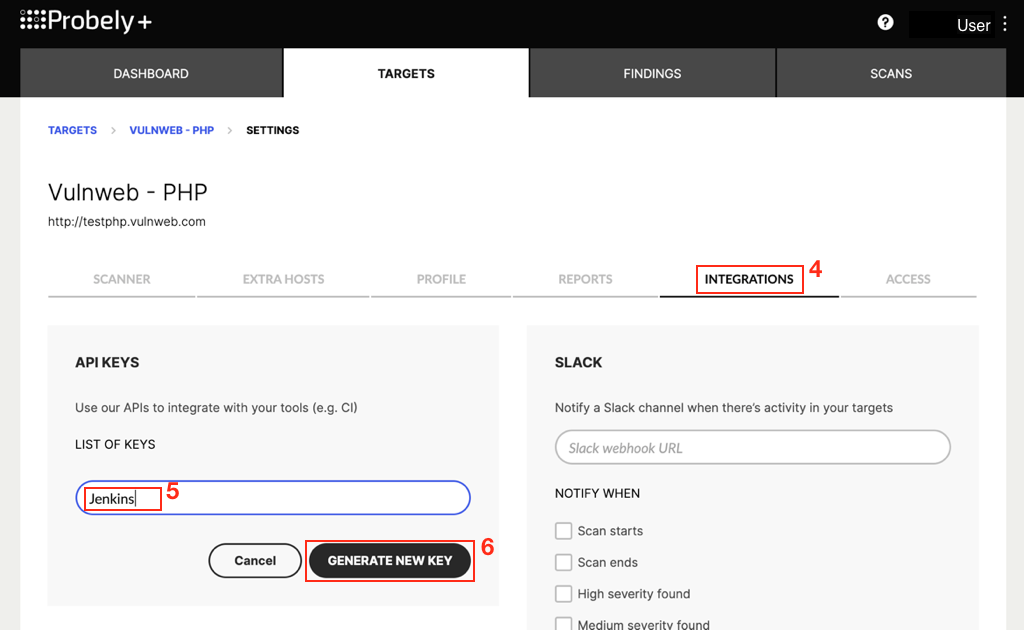 Probely+
? User
DASHBOARD TARGETS FINDINGS SCANS
TARGETS > VULNWEB - PHP > SETTINGS
Vulnweb - PHP
http://testphp.vulnweb.com
SCANNER EXTRA HOSTS PROFILE REPORTS INTEGRATIONS 4 ACCESS
API KEYS
Use our APIs to integrate with your tools (e.g. CI)
LIST OF KEYS
Jenkins 5
Cancel GENERATE NEW KEY 6
SLACK
Notify a Slack channel when there's activity in your targets
Slack webhook URL
NOTIFY WHEN
Scan starts
Scan ends
High severity found
Medium severity found